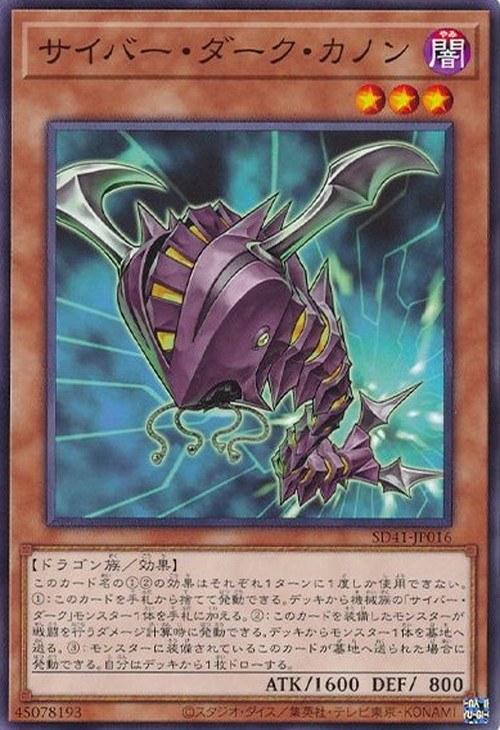 サイバー・ダーク・カノン
闇
SD41-JP016
【ドラゴン族／効果】
このカード名の①②の効果はそれぞれ1ターンに1度しか使用できない。
①：このカードを手札から捨てて発動できる。デッキから機械族の「サイバー・
ダーク」モンスター1体を手札に加える。②：このカードを装備したモンスターが
戦闘を行うダメージ計算時に発動できる。デッキからモンスター1体を墓地へ
送る。③：モンスターに装備されているこのカードが墓地へ送られた場合に
発動できる。自分はデッキから1枚ドローする。
ATK/1600 DEF/ 800
45078193 ©スタジオ・ダイス／集英社・テレビ東京・KONAMI